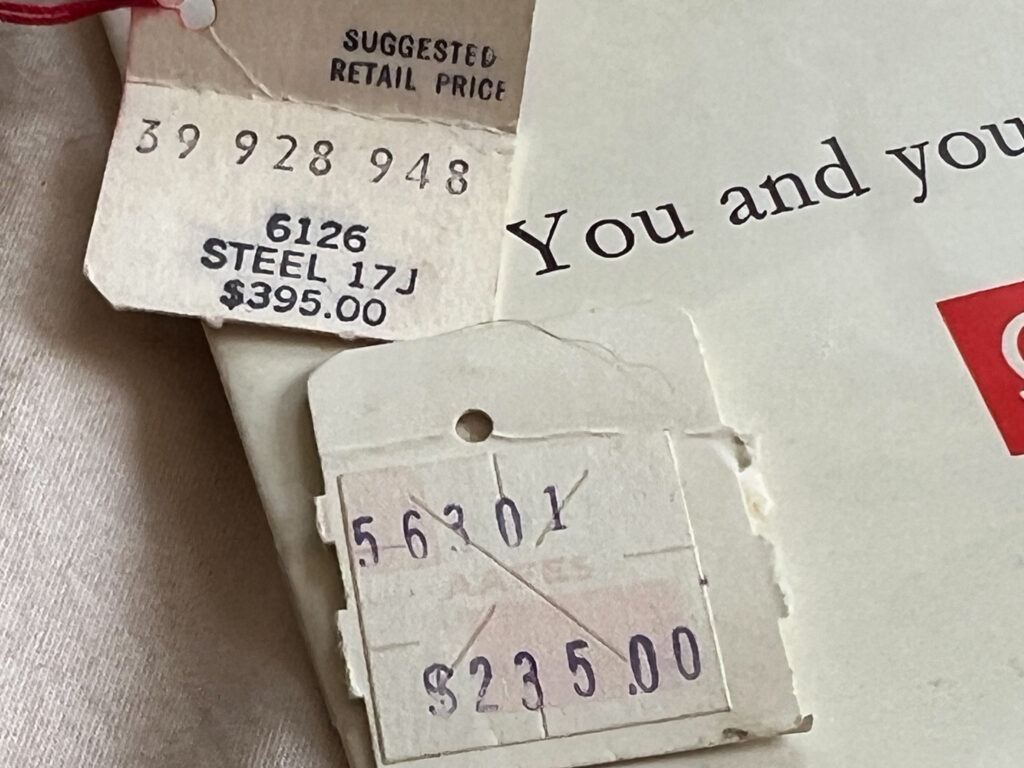 SUGGESTED
RETAIL PRICE
39 928 948
6126
STEEL 17J
$395.00
You and you
56301
$235.00